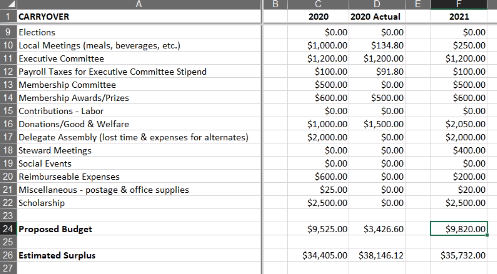 A B C D E F
1 CARRYOVER 2020 2020 Actual 2021
9 Elections $0.00 $0.00 $0.00
10 Local Meetings (meals, beverages, etc.) $1,000.00 $134.80 $250.00
11 Executive Committee $1,200.00 $1,200.00 $1,200.00
12 Payroll Taxes for Executive Committee Stipend $100.00 $91.80 $100.00
13 Membership Committee $500.00 $0.00 $500.00
14 Membership Awards/Prizes $600.00 $500.00 $600.00
15 Contributions - Labor $0.00 $0.00 $0.00
16 Donations/Good & Welfare $1,000.00 $1,500.00 $2,050.00
17 Delegate Assembly (lost time & expenses for alternates) $2,000.00 $0.00 $2,000.00
18 Steward Meetings $0.00 $0.00 $400.00
19 Social Events $0.00 $0.00 $0.00
20 Reimburseable Expenses $600.00 $0.00 $200.00
21 Miscellaneous - postage & office supplies $25.00 $0.00 $20.00
22 Scholarship $2,500.00 $0.00 $2,500.00
23
24 Proposed Budget $9,525.00 $3,426.60 $9,820.00
25
26 Estimated Surplus $34,405.00 $38,146.12 $35,732.00
27